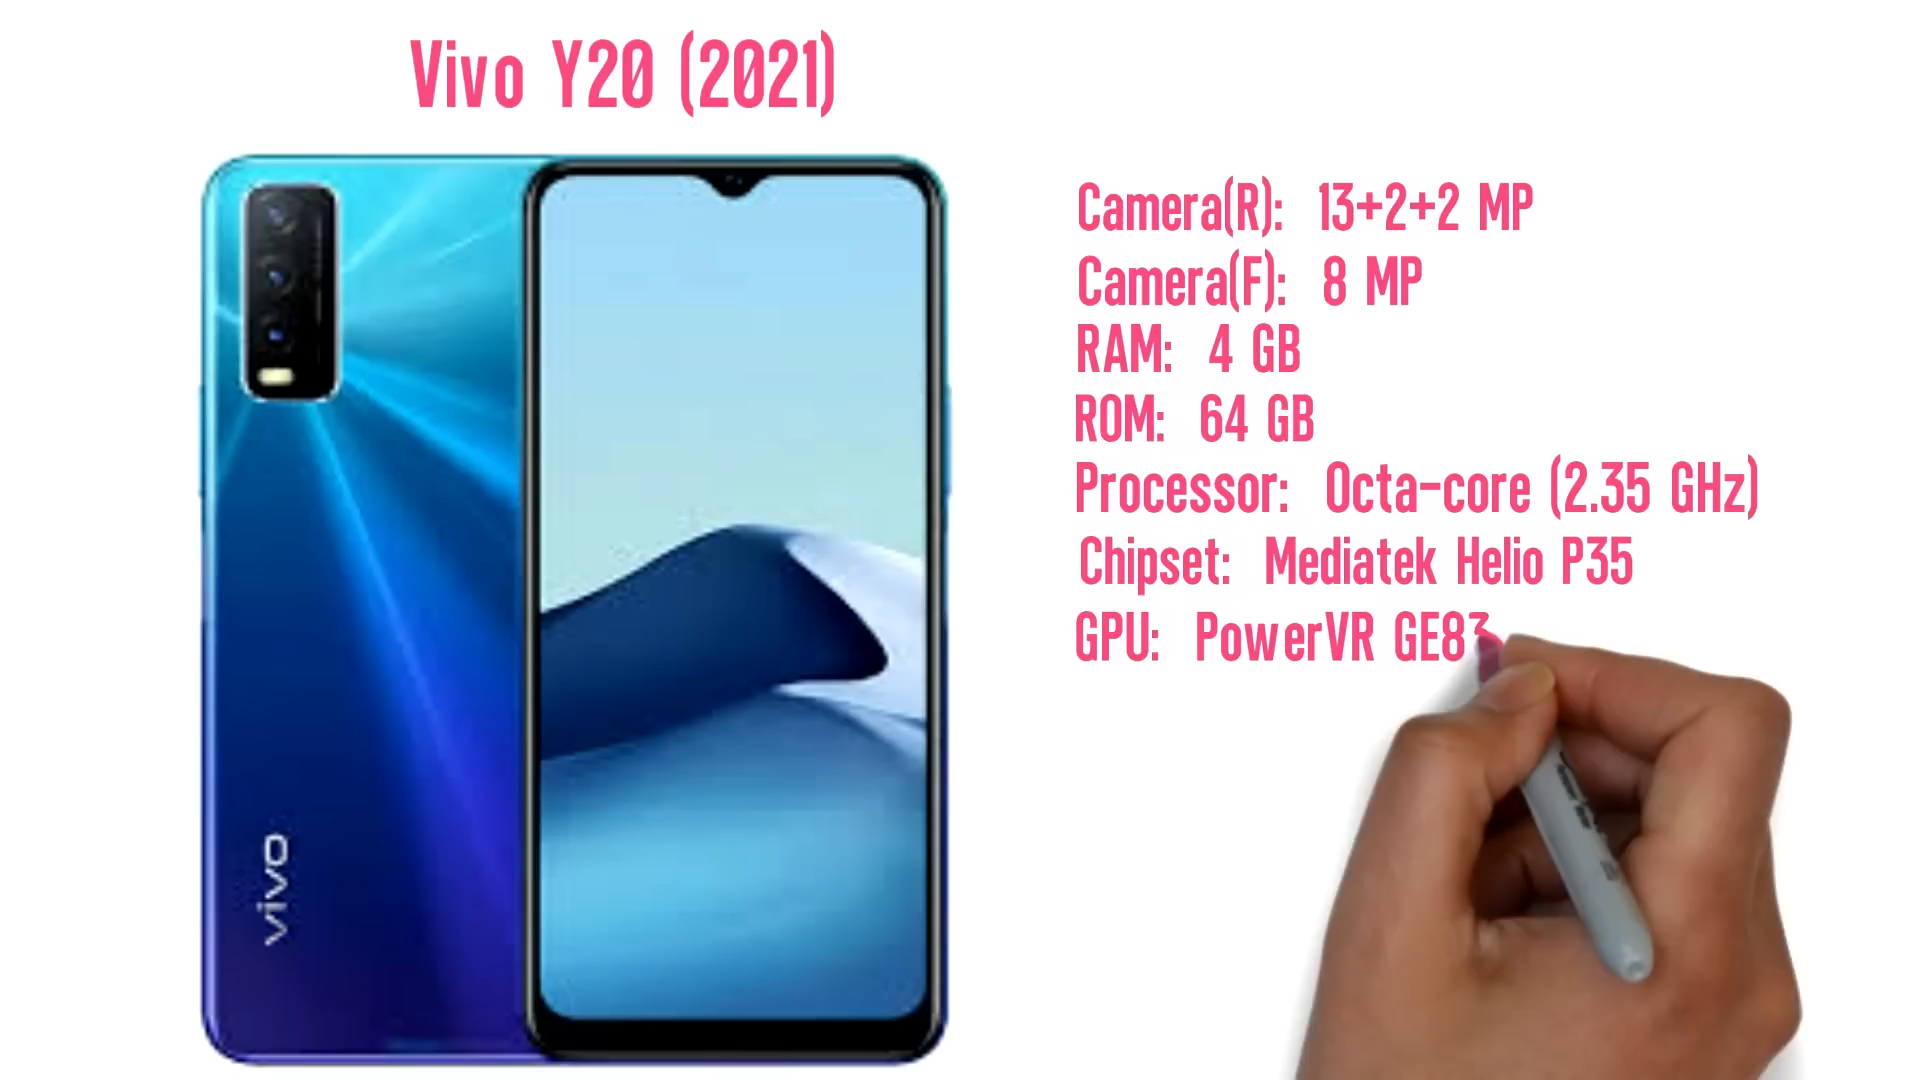 Vivo Y20 (2021)
Camera(R): 13+2+2 MP
Camera(F): 8 MP
RAM: 4 GB
ROM: 64 GB
Processor: Octa-core (2.35 GHz)
Chipset: Mediatek Helio P35
GPU: PowerVR GE83
vivo